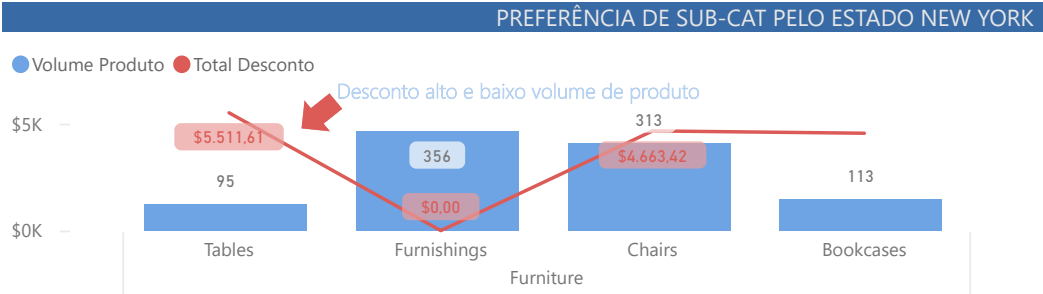 PREFERÊNCIA DE SUB-CAT PELO ESTADO NEW YORK
Volume Produto Total Desconto
Desconto alto e baixo volume de produto
$5K
$0K
$5.511,61
95
356
$0,00
313
$4.663,42
113
Tables Furnishings Chairs Bookcases
Furniture